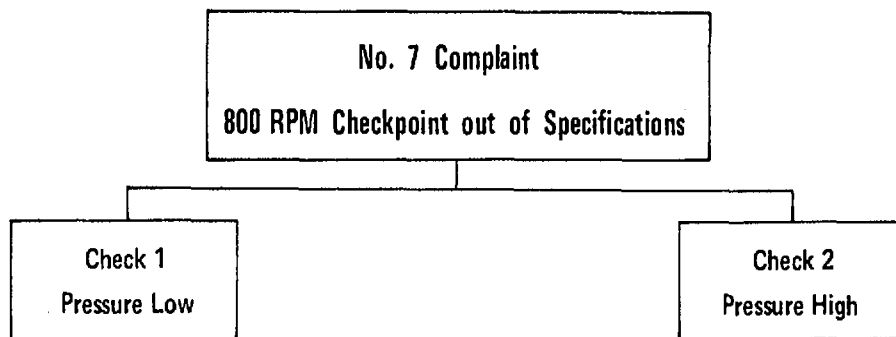 No. 7 Complaint
800 RPM Checkpoint out of Specifications
Check 1
Pressure Low
Check 2
Pressure High